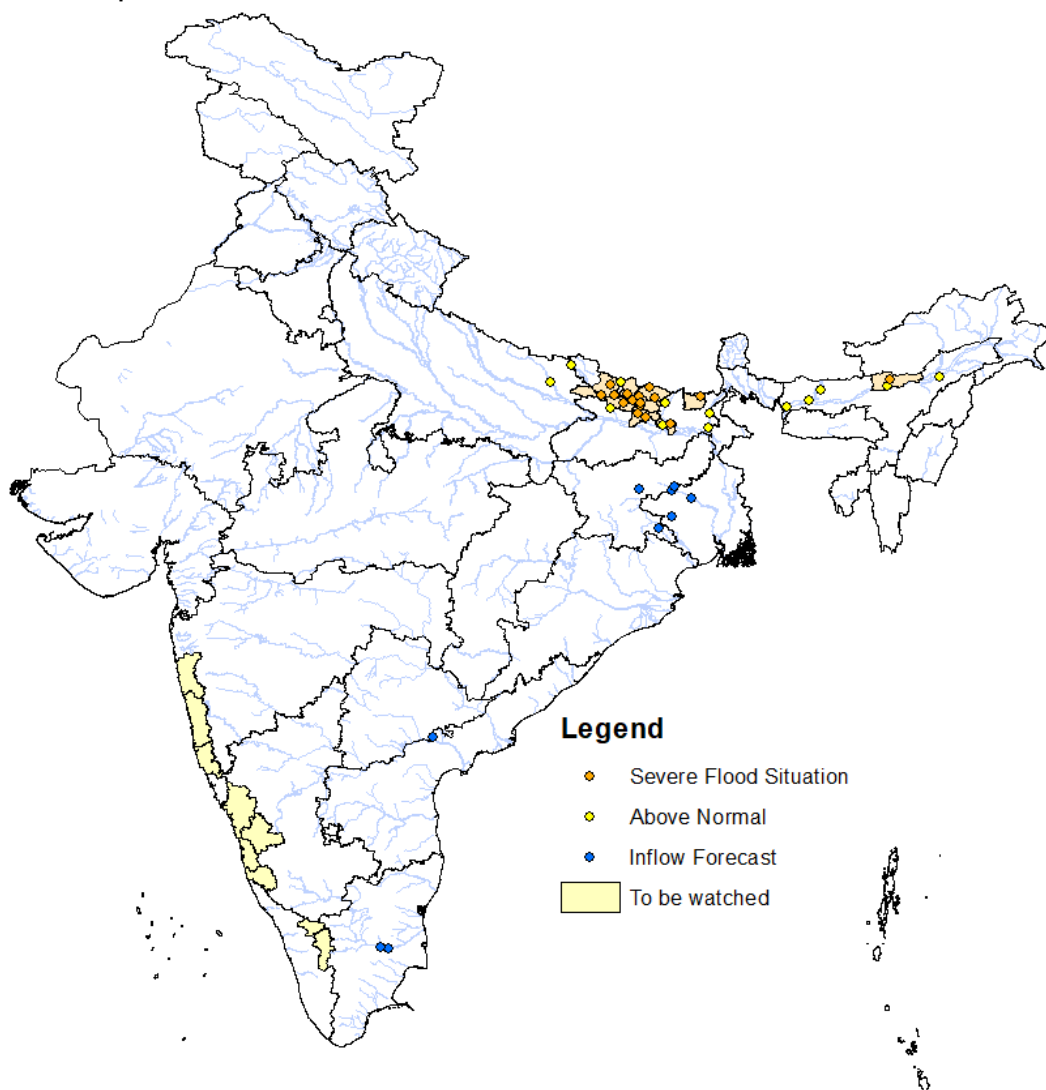 Legend
Severe Flood Situation
Above Normal
Inflow Forecast
To be watched